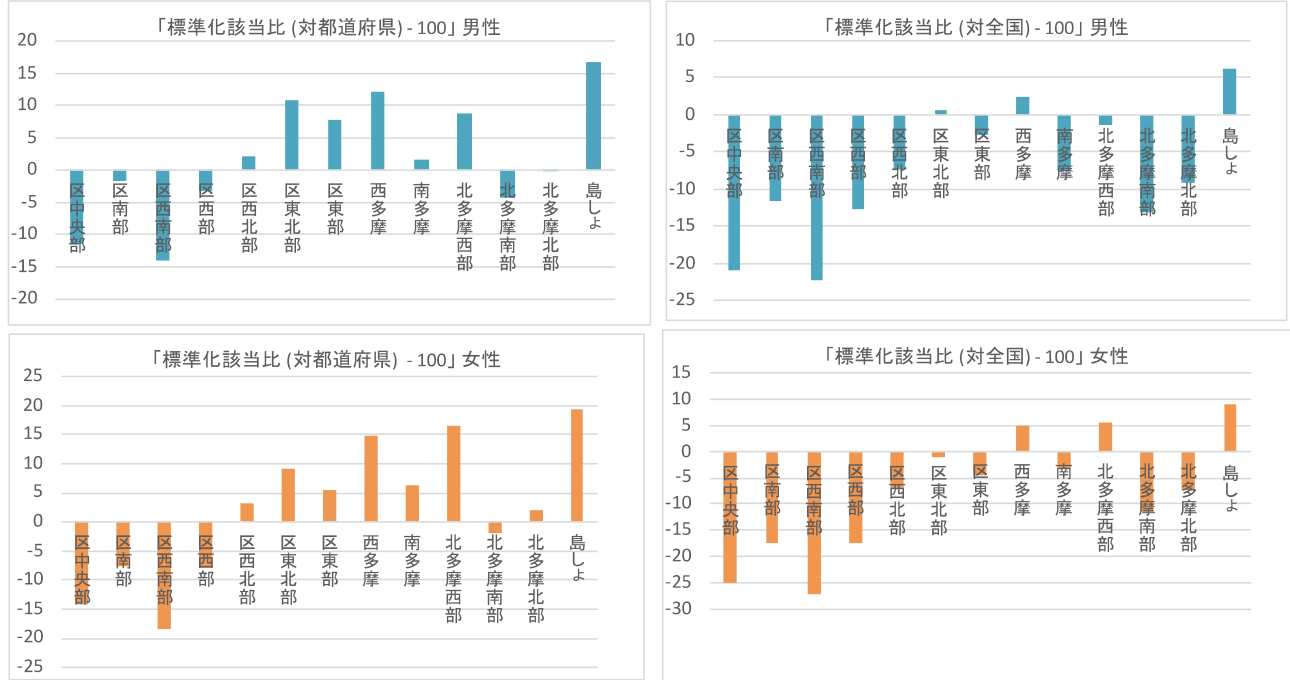 「標準化該当比 (対都道府県) - 100」 男性
20
15
10
5
0
-5
-10
-15
-20
区中央部
区南部
区西南部
区西部
区西北部
区東北部
区東部
西多摩
南多摩
北多摩西部
北多摩南部
北多摩北部
島しょ
「標準化該当比 (対全国) - 100」 男性
10
5
0
-5
-10
-15
-20
-25
区中央部
区南部
区西南部
区西部
区西北部
区東北部
区東部
西多摩
南多摩
北多摩西部
北多摩南部
北多摩北部
島しょ
「標準化該当比 (対都道府県) - 100」 女性
25
20
15
10
5
0
-5
-10
-15
-20
-25
区中央部
区南部
区西南部
区西部
区西北部
区東北部
区東部
西多摩
南多摩
北多摩西部
北多摩南部
北多摩北部
島しょ
「標準化該当比 (対全国) - 100」 女性
15
10
5
0
-5
-10
-15
-20
-25
-30
区中央部
区南部
区西南部
区西部
区西北部
区東北部
区東部
西多摩
南多摩
北多摩西部
北多摩南部
北多摩北部
島しょ